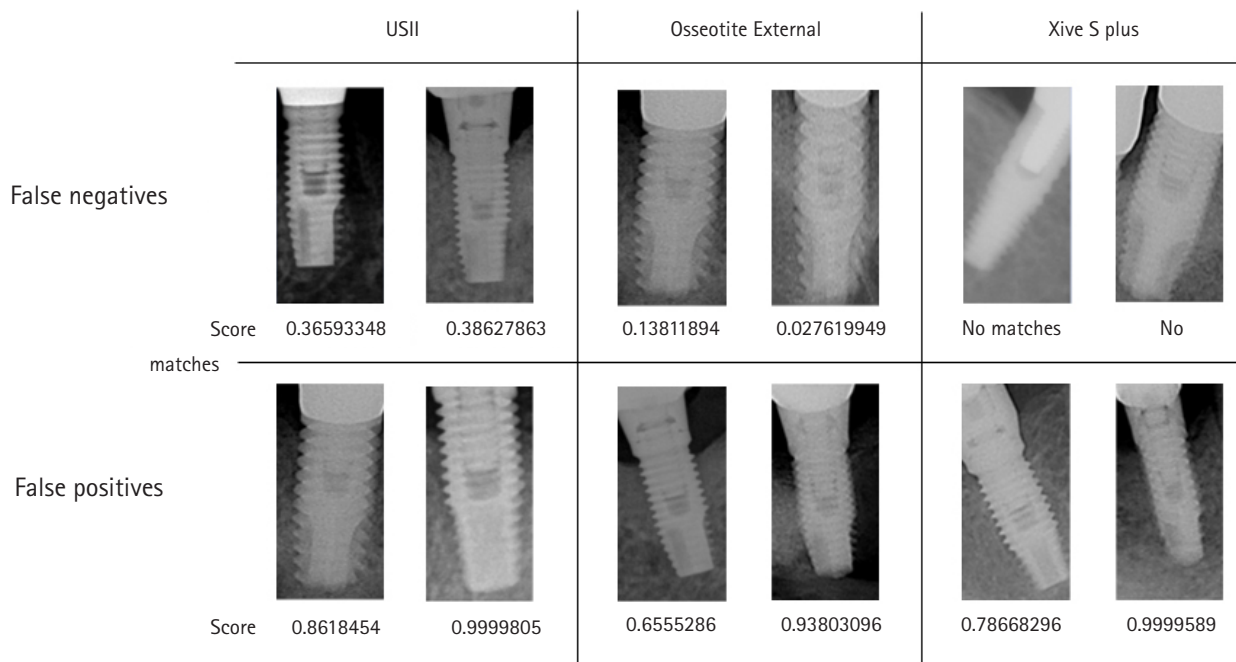 USII Osseotite External Xive S plus
False negatives
Score 0.36593348 0.38627863 0.13811894 0.027619949 No matches No
matches
False positives
Score 0.8618454 0.9999805 0.6555286 0.93803096 0.78668296 0.9999589